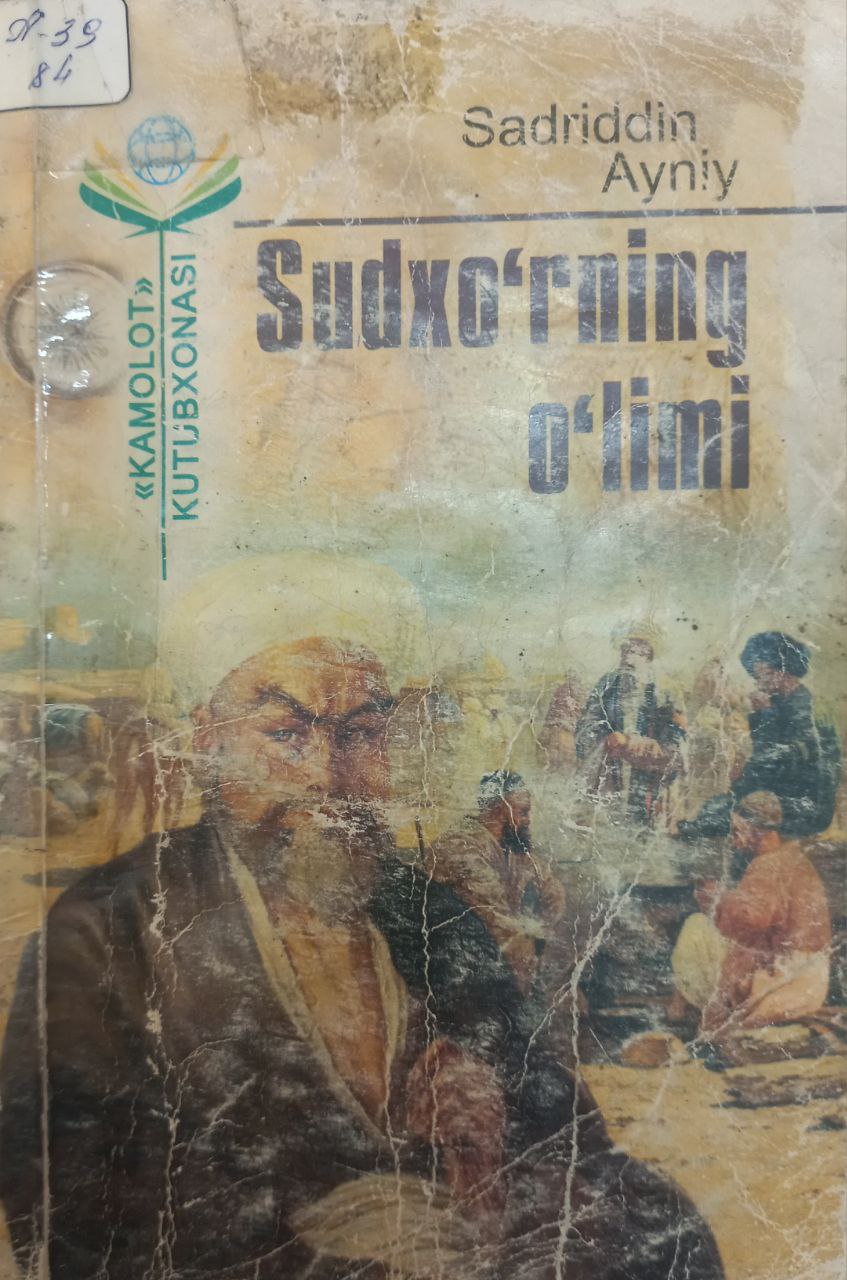 Я-39
84
Sadriddin
Ayniy
Sudxo‘rning
o‘limi
«KAMOLOT»
KUTUBXONASI